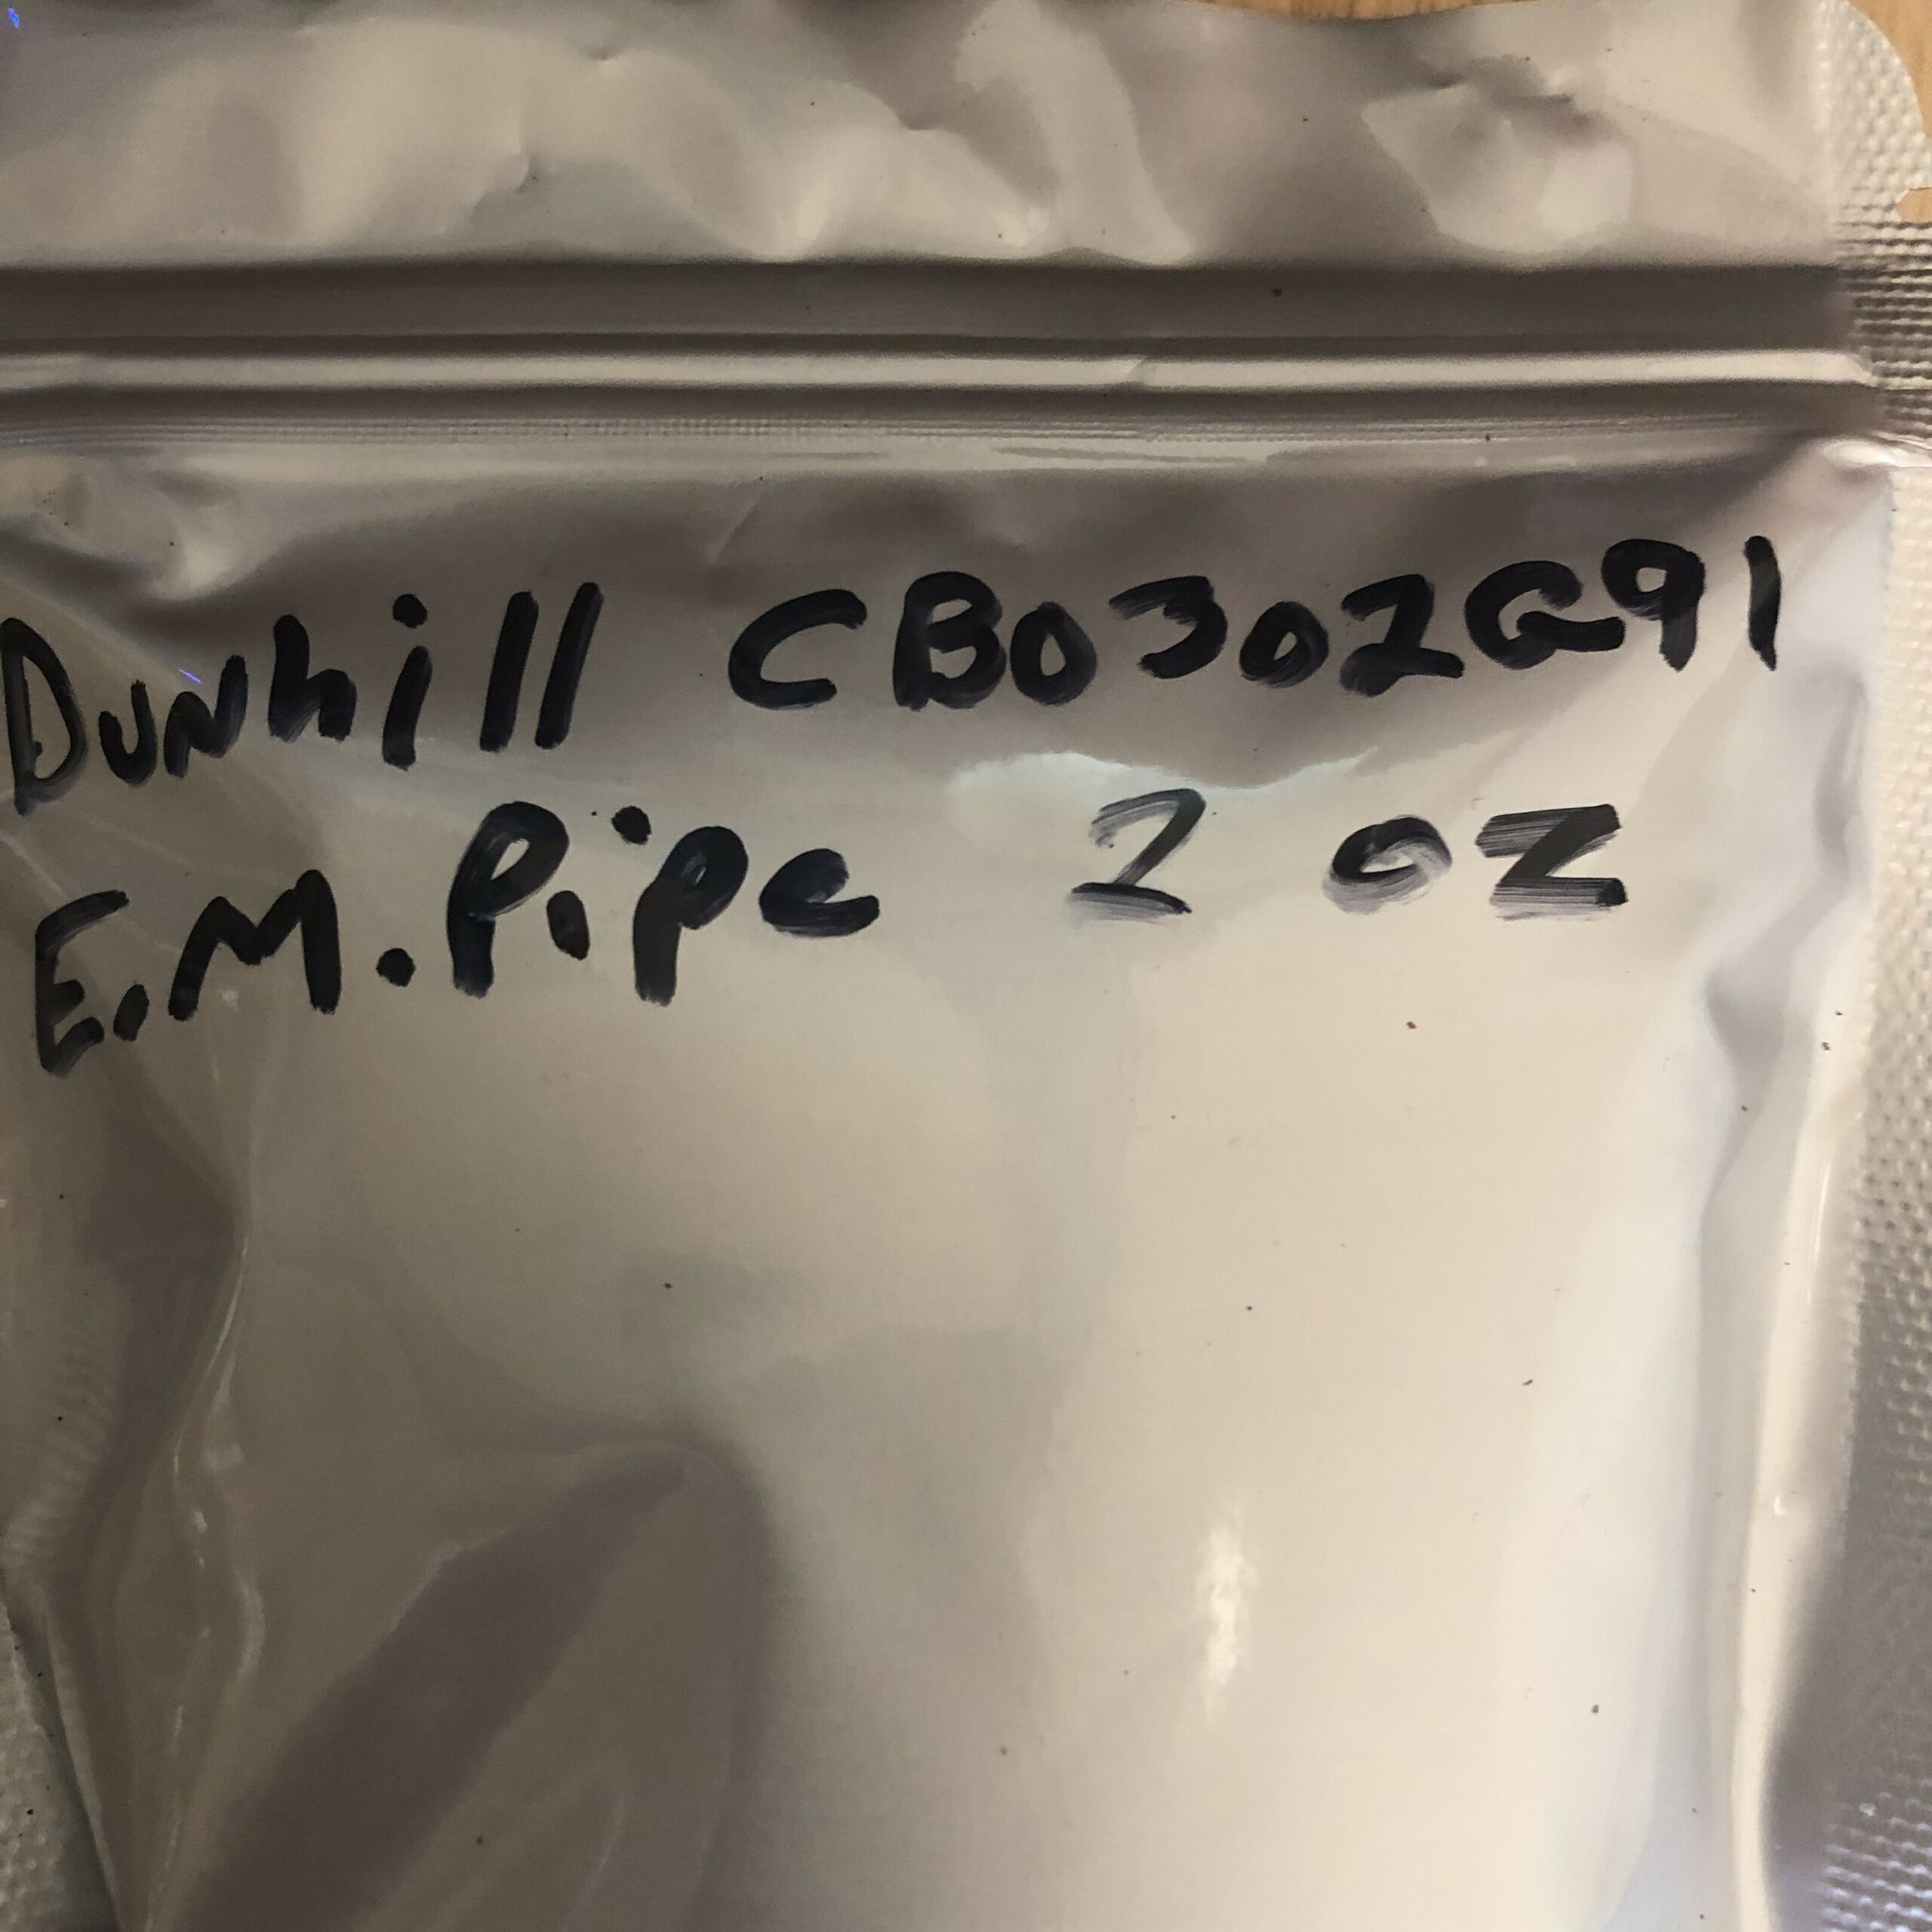 Dunhill CB0302G91
E.M. Pipe 2 oz